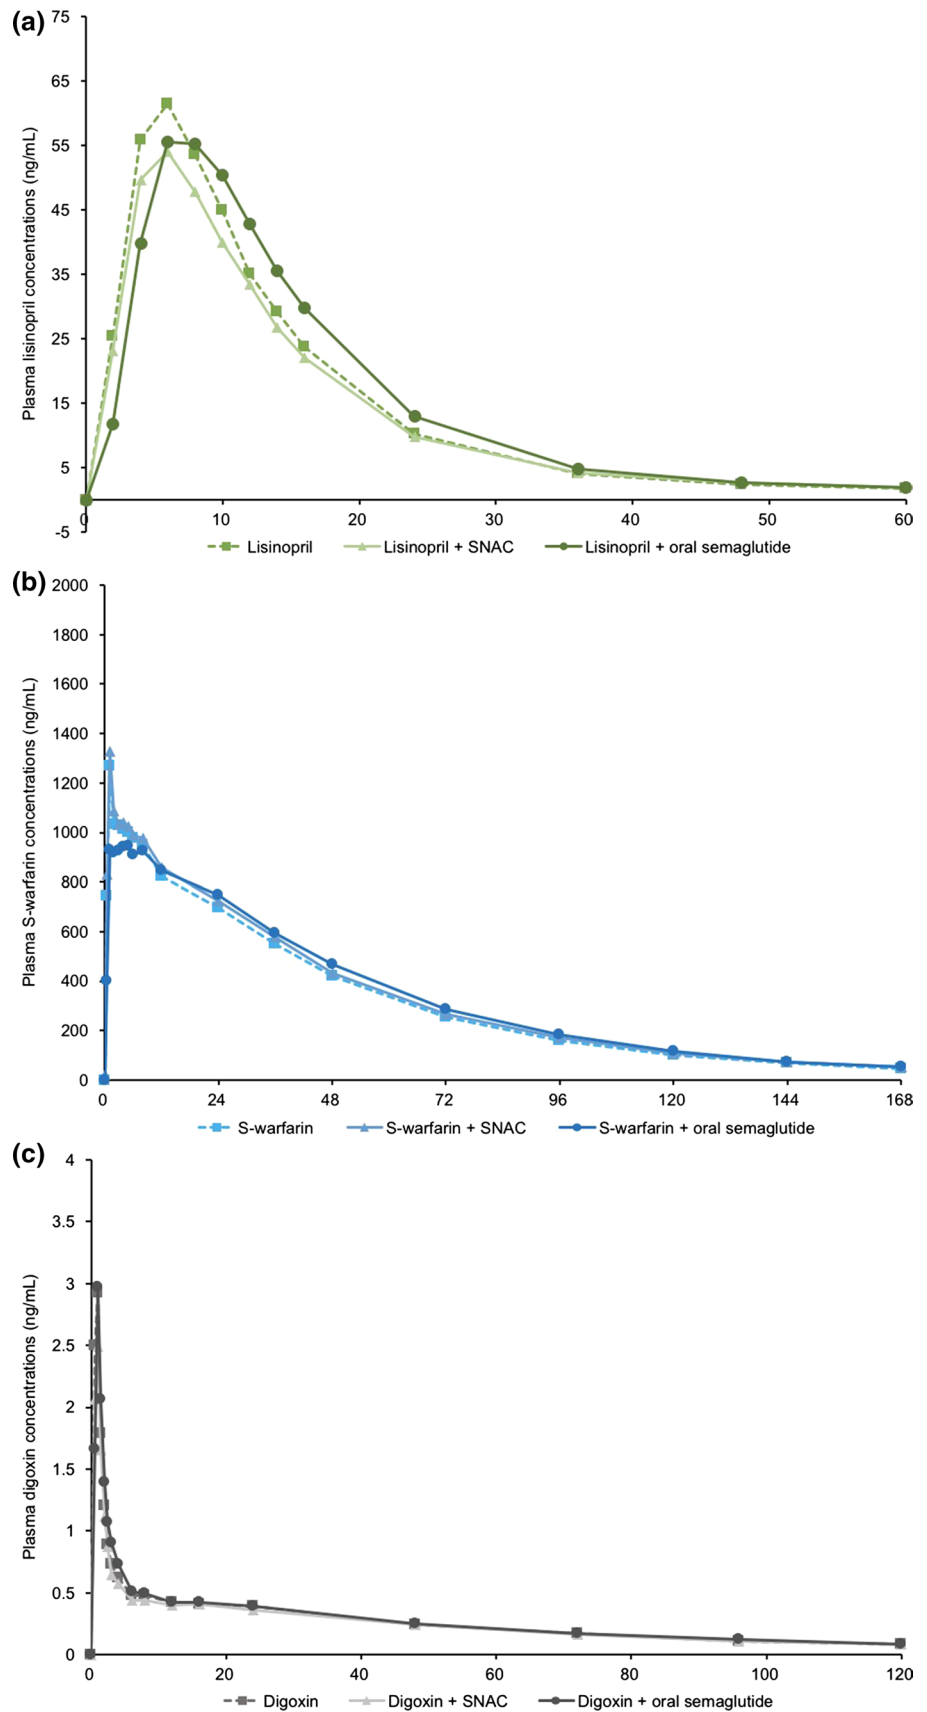 (a)
Plasma lisinopril concentrations (ng/mL)
75
65
55
45
35
25
15
5
-5
0 10 20 30 40 50 60
Lisinopril Lisinopril + SNAC Lisinopril + oral semaglutide
(b)
Plasma S-warfarin concentrations (ng/mL)
2000
1800
1600
1400
1200
1000
800
600
400
200
0
0 24 48 72 96 120 144 168
S-warfarin S-warfarin + SNAC S-warfarin + oral semaglutide
(c)
Plasma digoxin concentrations (ng/mL)
4
3.5
3
2.5
2
1.5
1
0.5
0
0 20 40 60 80 100 120
Digoxin Digoxin + SNAC Digoxin + oral semaglutide